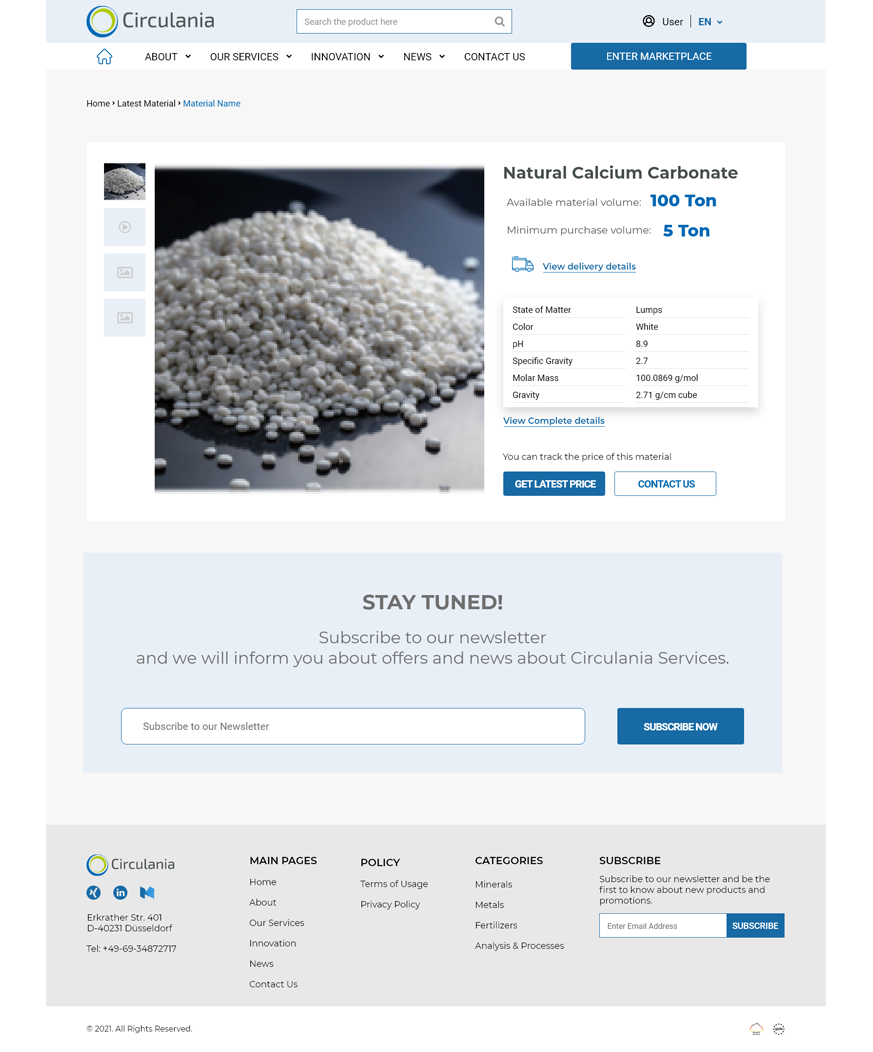 Circulania
Search the product here
User
EN
ABOUT
OUR SERVICES
INNOVATION
NEWS
CONTACT US
ENTER MARKETPLACE
Home › Latest Material › Material Name
Natural Calcium Carbonate
Available material volume: 100 Ton
Minimum purchase volume: 5 Ton
View delivery details
State of Matter Lumps
Color White
pH 8.9
Specific Gravity 2.7
Molar Mass 100.0869 g/mol
Gravity 2.71 g/cm cube
View Complete details
You can track the price of this material
GET LATEST PRICE
CONTACT US
STAY TUNED!
Subscribe to our newsletter
and we will inform you about offers and news about Circulania Services.
Subscribe to our Newsletter
SUBSCRIBE NOW
Circulania
in
Erkrather Str. 401
D-40231 Düsseldorf
Tel: +49-69-34872717
MAIN PAGES
Home
About
Our Services
Innovation
News
Contact Us
POLICY
Terms of Usage
Privacy Policy
CATEGORIES
Minerals
Metals
Fertilizers
Analysis & Processes
SUBSCRIBE
Subscribe to our newsletter and be the
first to know about new products and
promotions.
Enter Email Address
SUBSCRIBE
© 2021. All Rights Reserved.